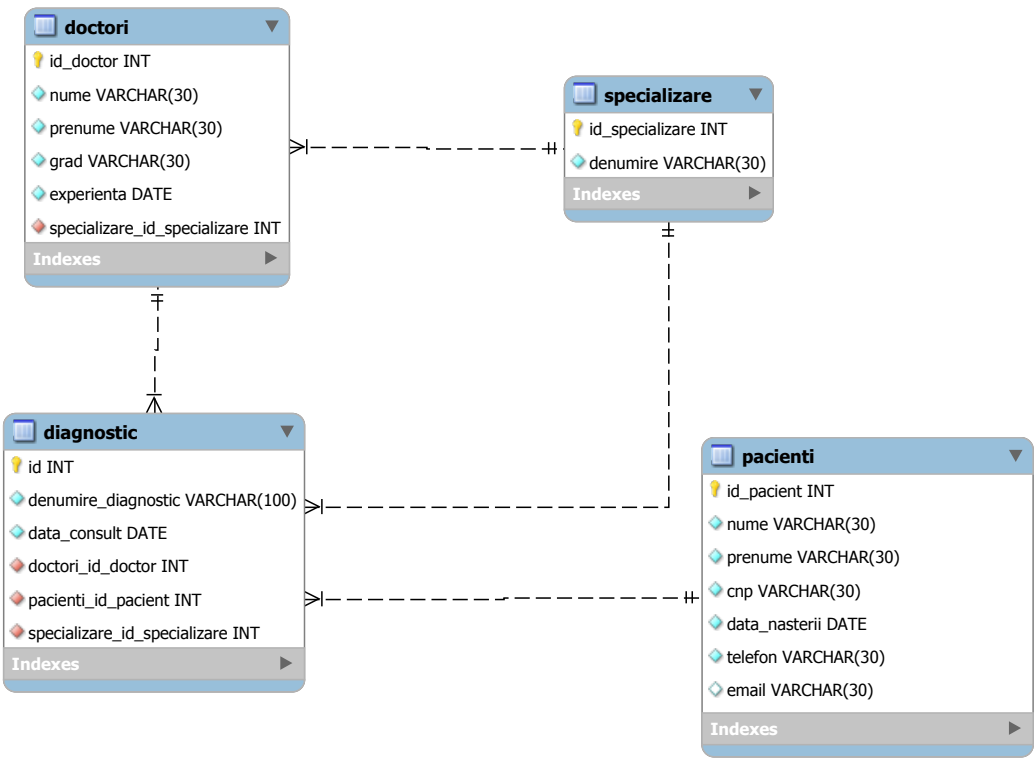 doctori
id_doctor INT
nume VARCHAR(30)
prenume VARCHAR(30)
grad VARCHAR(30)
experienta DATE
specializare_id_specializare INT
Indexes
specializare
id_specializare INT
denumire VARCHAR(30)
Indexes
diagnostic
id INT
denumire_diagnostic VARCHAR(100)
data_consult DATE
doctori_id_doctor INT
pacienti_id_pacient INT
specializare_id_specializare INT
Indexes
pacienti
id_pacient INT
nume VARCHAR(30)
prenume VARCHAR(30)
cnp VARCHAR(30)
data_nasterii DATE
telefon VARCHAR(30)
email VARCHAR(30)
Indexes